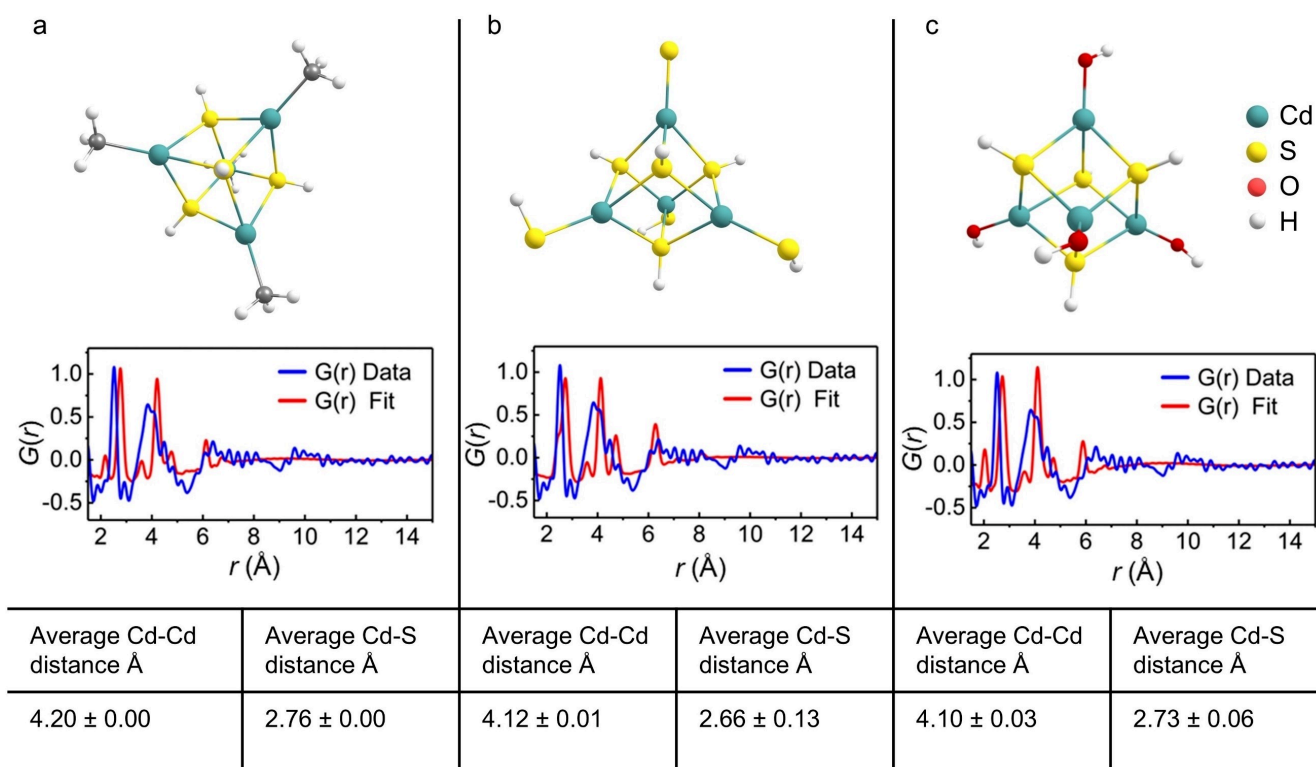 a
b
c
Cd
S
O
H
G(r) Data
G(r) Fit
1.0
0.5
0.0
-0.5
G(r)
2 4 6 8 10 12 14
r (Å)
G(r) Data
G(r) Fit
1.0
0.5
0.0
-0.5
G(r)
2 4 6 8 10 12 14
r (Å)
G(r) Data
G(r) Fit
1.0
0.5
0.0
-0.5
G(r)
2 4 6 8 10 12 14
r (Å)
Average Cd-Cd
distance Å
Average Cd-S
distance Å
Average Cd-Cd
distance Å
Average Cd-S
distance Å
Average Cd-Cd
distance Å
Average Cd-S
distance Å
4.20 ± 0.00
2.76 ± 0.00
4.12 ± 0.01
2.66 ± 0.13
4.10 ± 0.03
2.73 ± 0.06